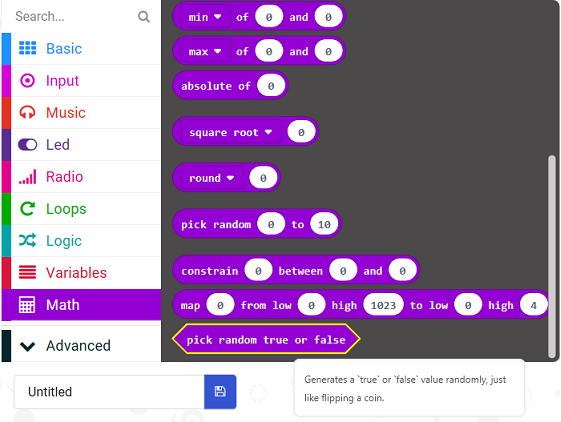 Search...
Basic
Input
Music
Led
Radio
Loops
Logic
Variables
Math
Advanced
min of 0 and 0
max of 0 and 0
absolute of 0
square root 0
round 0
pick random 0 to 10
constrain 0 between 0 and 0
map 0 from low 0 high 1023 to low 0 high 4
pick random true or false
Untitled
Generates a `true` or `false` value randomly, just
like flipping a coin.